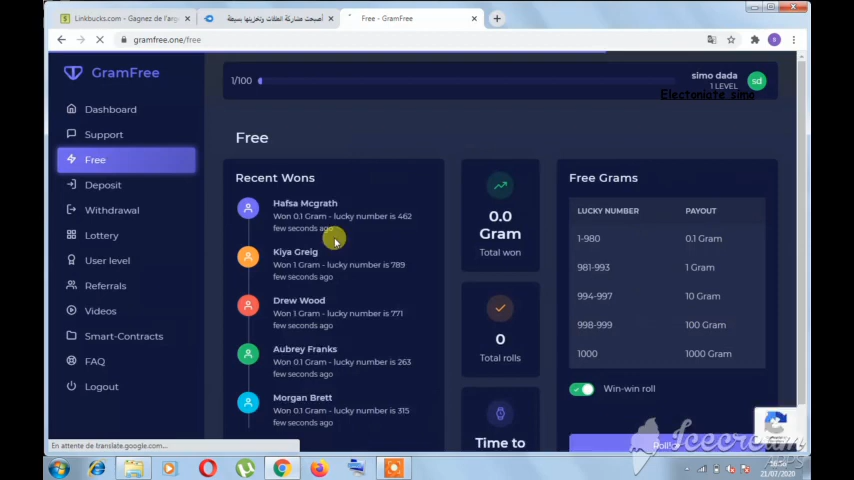 Linkbucks.com - Gagnez de l'arg
أصبحت مشاركة الملفات وتخزينها بسيطة
Free - GramFree
gramfree.one/free
GramFree
1/100
simo dada
1 LEVEL
sd
Electoniate simo
Dashboard
Support
Free
Deposit
Withdrawal
Lottery
User level
Referrals
Videos
Smart-Contracts
FAQ
Logout
Free
Recent Wons
Hafsa Mcgrath
Won 0.1 Gram - lucky number is 462
few seconds ago
Kiya Greig
Won 1 Gram - lucky number is 789
few seconds ago
Drew Wood
Won 1 Gram - lucky number is 771
few seconds ago
Aubrey Franks
Won 0.1 Gram - lucky number is 263
few seconds ago
Morgan Brett
Won 0.1 Gram - lucky number is 315
few seconds ago
0.0
Gram
Total won
0
Total rolls
Time to
Free Grams
LUCKY NUMBER PAYOUT
1-980 0.1 Gram
981-993 1 Gram
994-997 10 Gram
998-999 100 Gram
1000 1000 Gram
Win-win roll
Roll!
Icecream
APPS
En attente de translate.google.com...
21/07/2020